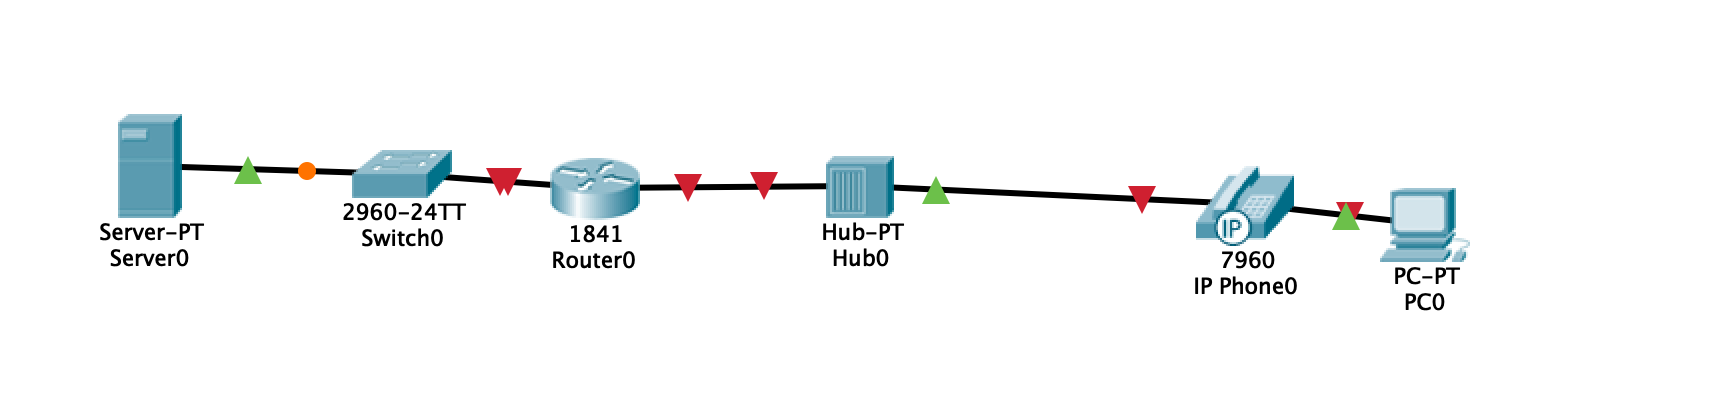 Server-PT
Server0
2960-24TT
Switch0
1841
Router0
Hub-PT
Hub0
IP
7960
IP Phone0
PC-PT
PC0